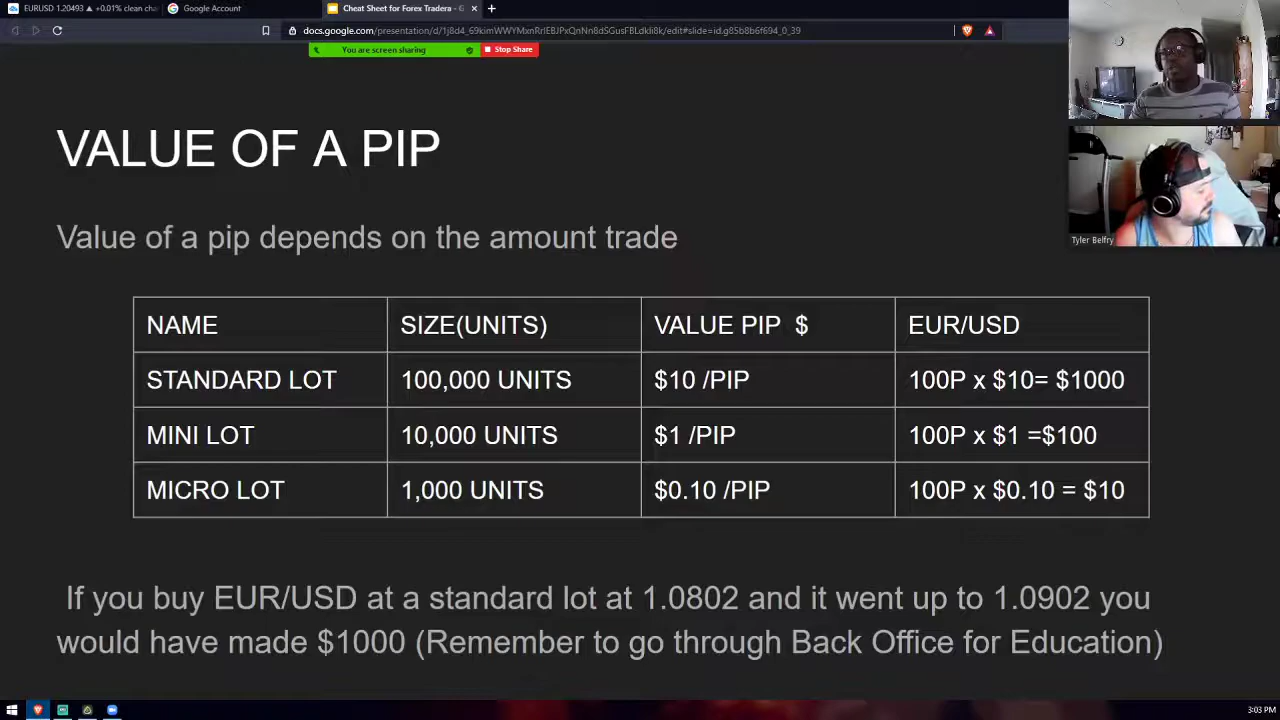 EURUSD 1.20493 ▲ +0.01% clean cha
Google Account
Cheat Sheet for Forex Tradera - G
docs.google.com
You are screen sharing
Stop Share
VALUE OF A PIP
Value of a pip depends on the amount trade
NAME SIZE(UNITS) VALUE PIP $ EUR/USD
STANDARD LOT 100,000 UNITS $10 /PIP 100P x $10= $1000
MINI LOT 10,000 UNITS $1 /PIP 100P x $1 =$100
MICRO LOT 1,000 UNITS $0.10 /PIP 100P x $0.10 = $10
If you buy EUR/USD at a standard lot at 1.0802 and it went up to 1.0902 you
would have made $1000 (Remember to go through Back Office for Education)
Tyler Belfry
3:03 PM